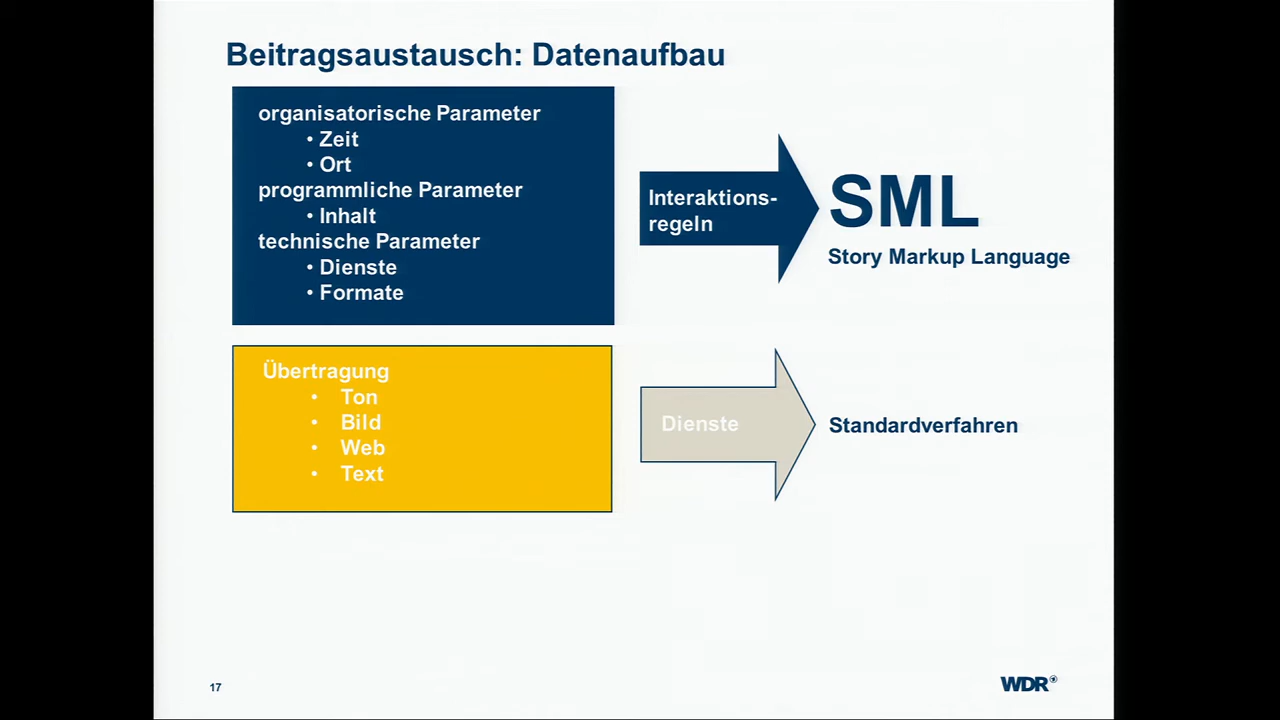 Beitragsaustausch: Datenaufbau
organisatorische Parameter
• Zeit
• Ort
programmliche Parameter
• Inhalt
technische Parameter
• Dienste
• Formate
Interaktions-
regeln
SML
Story Markup Language
Übertragung
• Ton
• Bild
• Web
• Text
Dienste
Standardverfahren
17
WDR